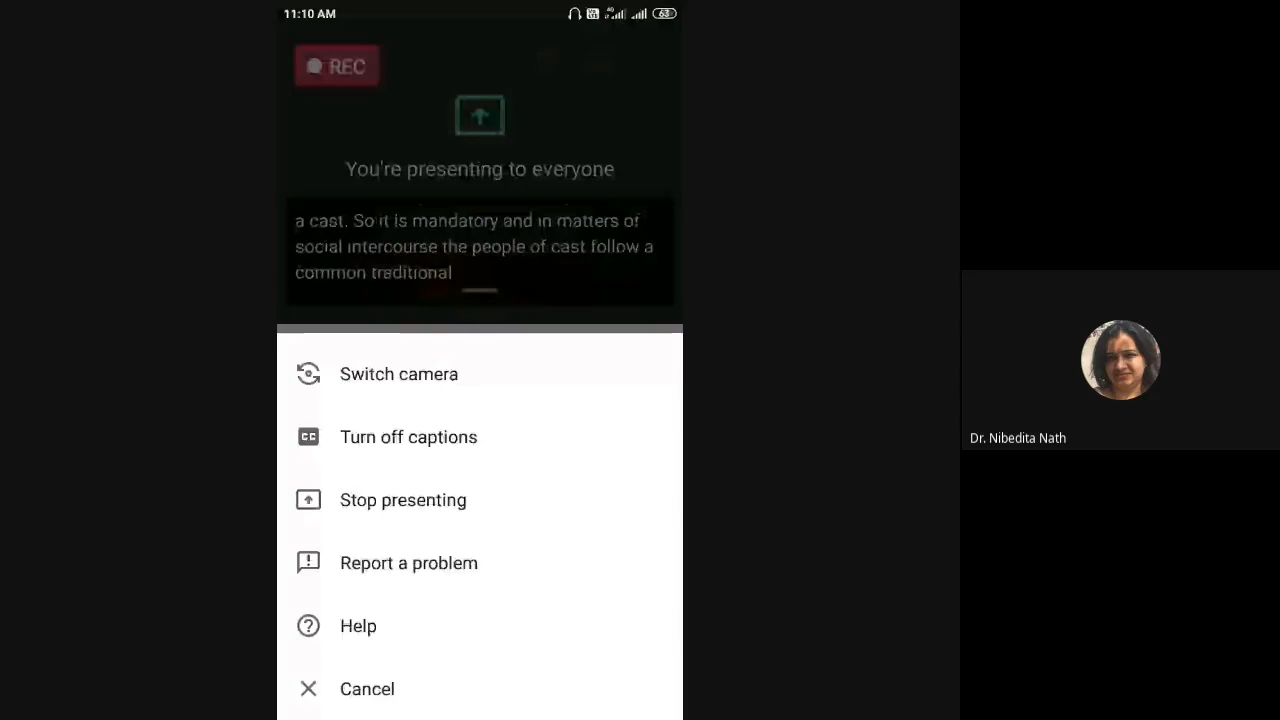 11:10 AM
63
REC
You're presenting to everyone
a cast. So it is mandatory and in matters of
social intercourse the people of cast follow a
common traditional
Switch camera
CC Turn off captions
Stop presenting
Report a problem
Help
Cancel
Dr. Nibedita Nath